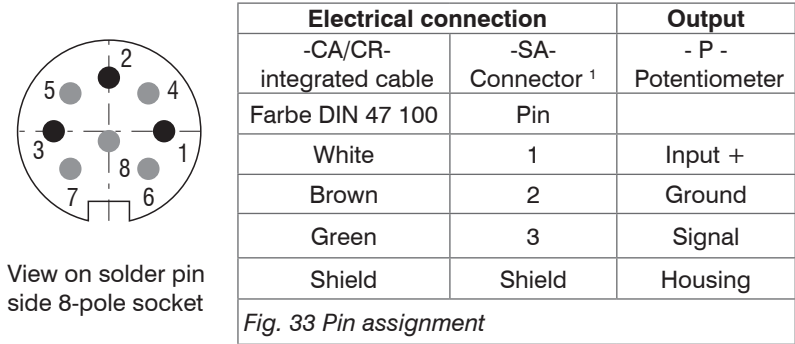 2
5 4
3 1
8
7 6
View on solder pin
side 8-pole socket
Electrical connection Output
-CA/CR-
integrated cable
-SA-
Connector ¹
- P -
Potentiometer
Farbe DIN 47 100 Pin
White 1 Input +
Brown 2 Ground
Green 3 Signal
Shield Shield Housing
Fig. 33 Pin assignment